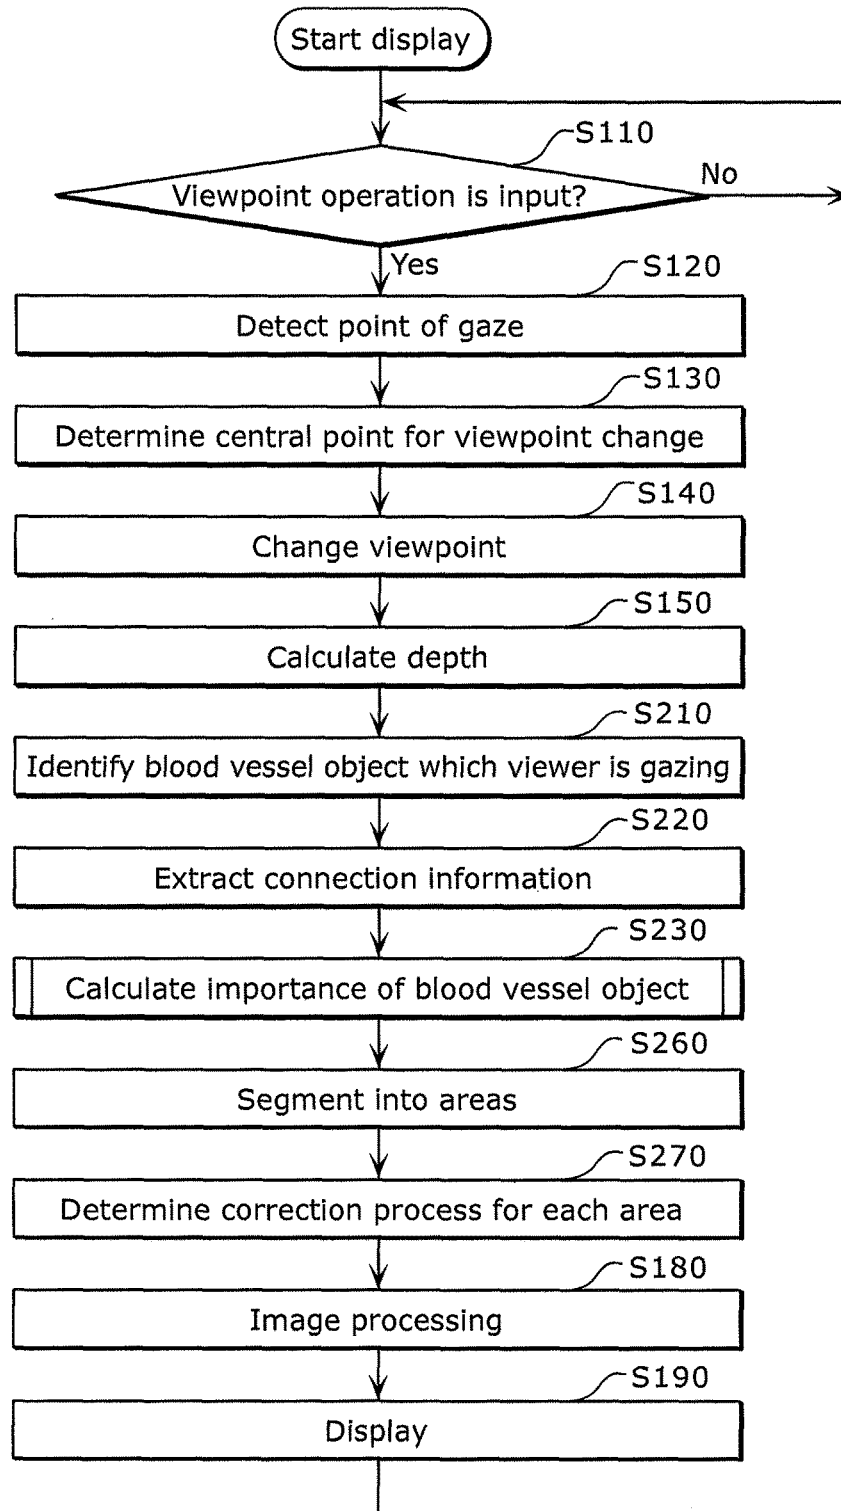 Start display
S110
Viewpoint operation is input?
No
Yes
S120
Detect point of gaze
S130
Determine central point for viewpoint change
S140
Change viewpoint
S150
Calculate depth
S210
Identify blood vessel object which viewer is gazing
S220
Extract connection information
S230
Calculate importance of blood vessel object
S260
Segment into areas
S270
Determine correction process for each area
S180
Image processing
S190
Display